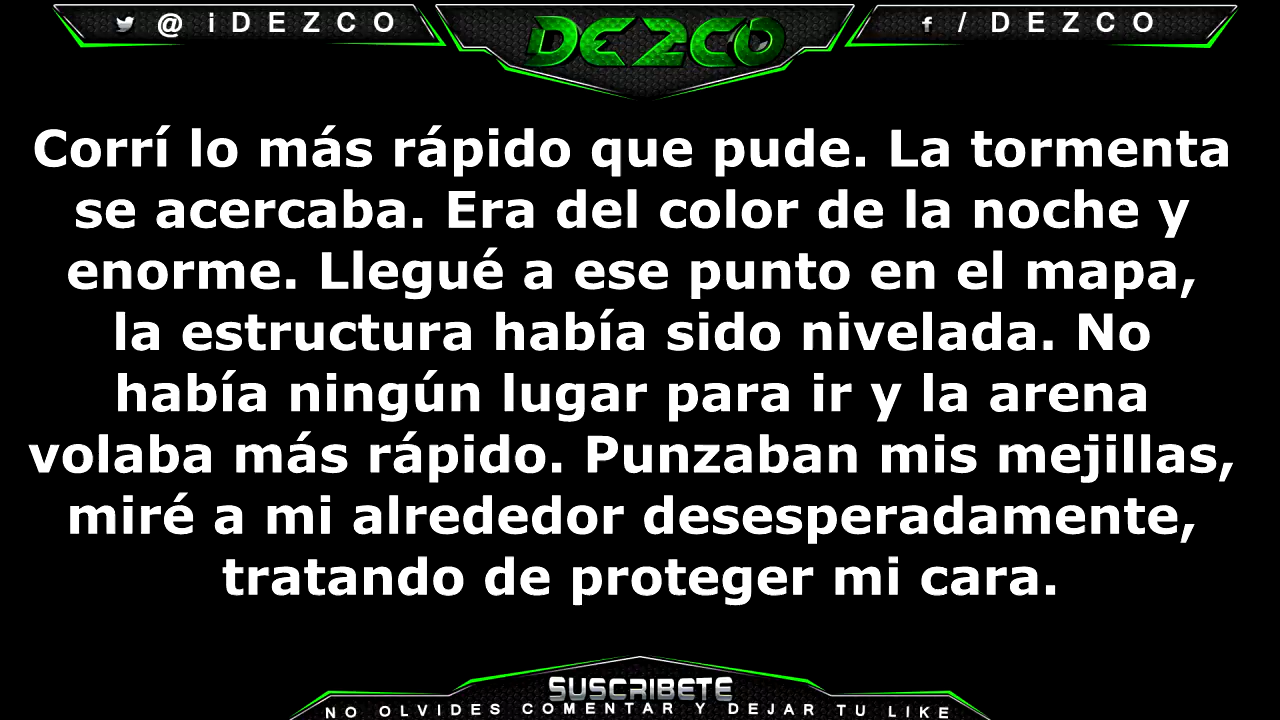 @iDEZCO
DEZCO
/DEZCO
Corrí lo más rápido que pude. La tormenta
se acercaba. Era del color de la noche y
enorme. Llegué a ese punto en el mapa,
la estructura había sido nivelada. No
había ningún lugar para ir y la arena
volaba más rápido. Punzaban mis mejillas,
miré a mi alrededor desesperadamente,
tratando de proteger mi cara.
SUSCRIBETE
NO OLVIDES COMENTAR Y DEJAR TU LIKE